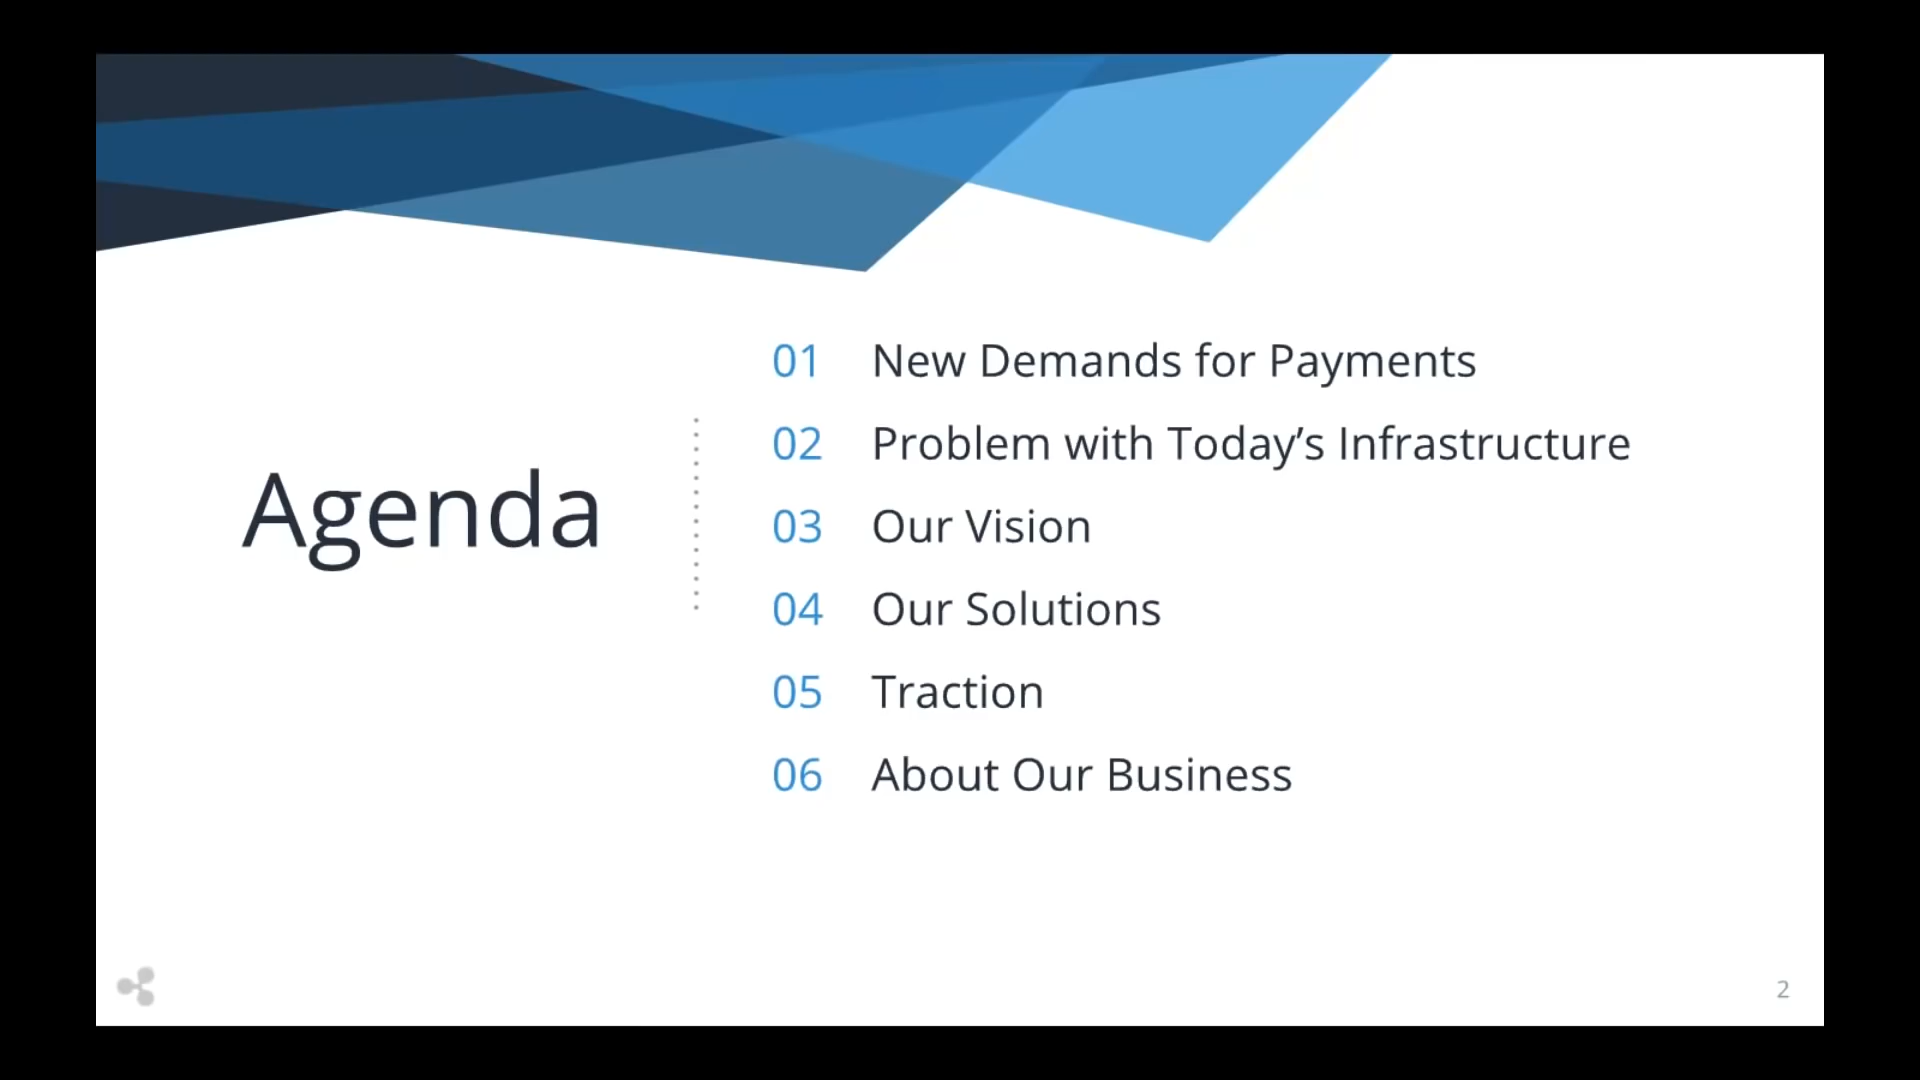 Agenda
01 New Demands for Payments
02 Problem with Today’s Infrastructure
03 Our Vision
04 Our Solutions
05 Traction
06 About Our Business
2